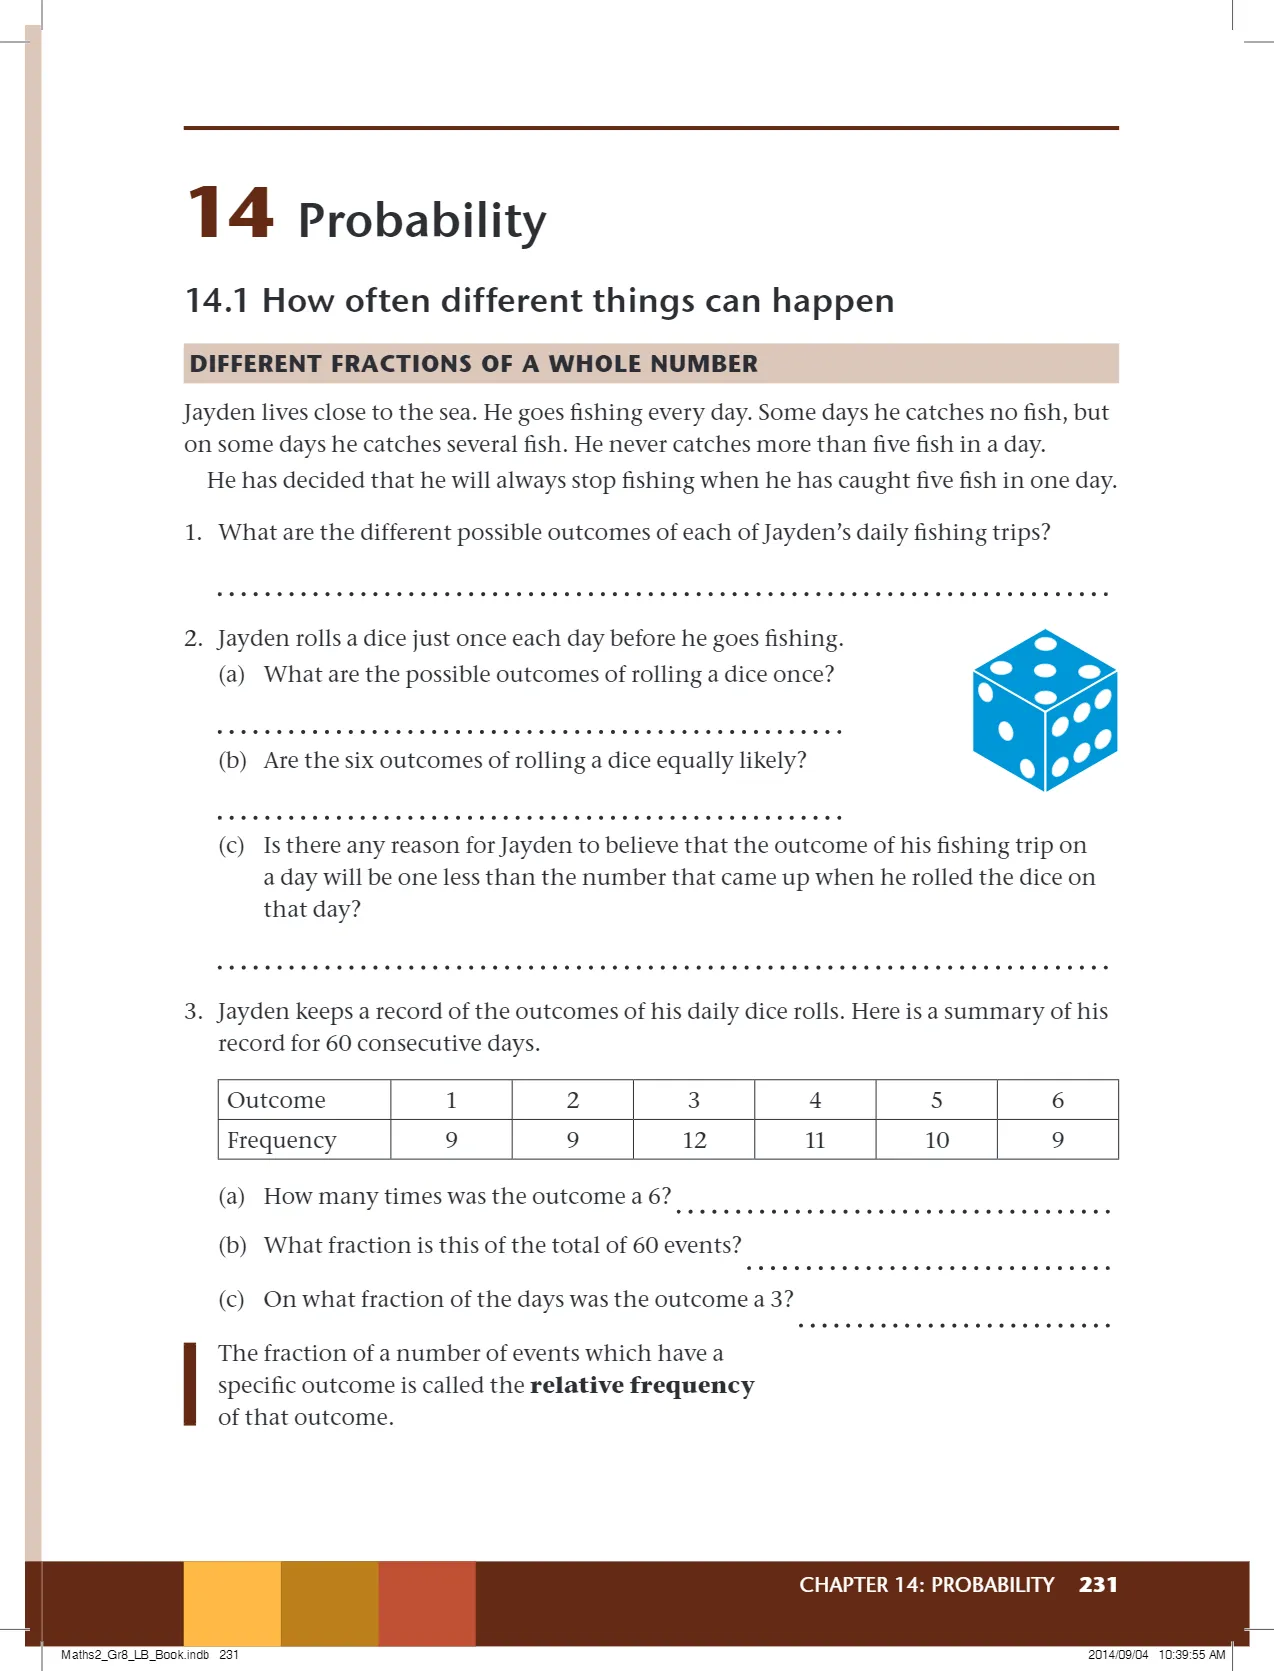 14 Probability
14.1 How often different things can happen
DIFFERENT FRACTIONS OF A WHOLE NUMBER
Jayden lives close to the sea. He goes fishing every day. Some days he catches no fish, but
on some days he catches several fish. He never catches more than five fish in a day.
He has decided that he will always stop fishing when he has caught five fish in one day.
1. What are the different possible outcomes of each of Jayden’s daily fishing trips?
2. Jayden rolls a dice just once each day before he goes fishing.
(a) What are the possible outcomes of rolling a dice once?
(b) Are the six outcomes of rolling a dice equally likely?
(c) Is there any reason for Jayden to believe that the outcome of his fishing trip on
a day will be one less than the number that came up when he rolled the dice on
that day?
3. Jayden keeps a record of the outcomes of his daily dice rolls. Here is a summary of his
record for 60 consecutive days.
Outcome 1 2 3 4 5 6
Frequency 9 9 12 11 10 9
(a) How many times was the outcome a 6?
(b) What fraction is this of the total of 60 events?
(c) On what fraction of the days was the outcome a 3?
The fraction of a number of events which have a
specific outcome is called the relative frequency
of that outcome.
CHAPTER 14: PROBABILITY 231
Maths2_Gr8_LB_Book.indb 231
2014/09/04 10:39:55 AM